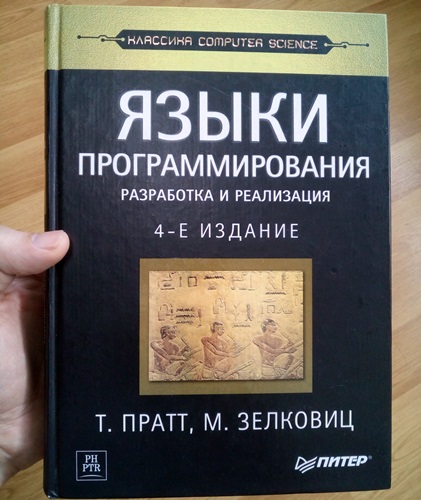 КЛАССИКА COMPUTER SCIENCE
ЯЗЫКИ
ПРОГРАММИРОВАНИЯ
РАЗРАБОТКА И РЕАЛИЗАЦИЯ
4-Е ИЗДАНИЕ
Т. ПРАТТ, М. ЗЕЛКОВИЦ
PH
PTR
ПИТЕР®